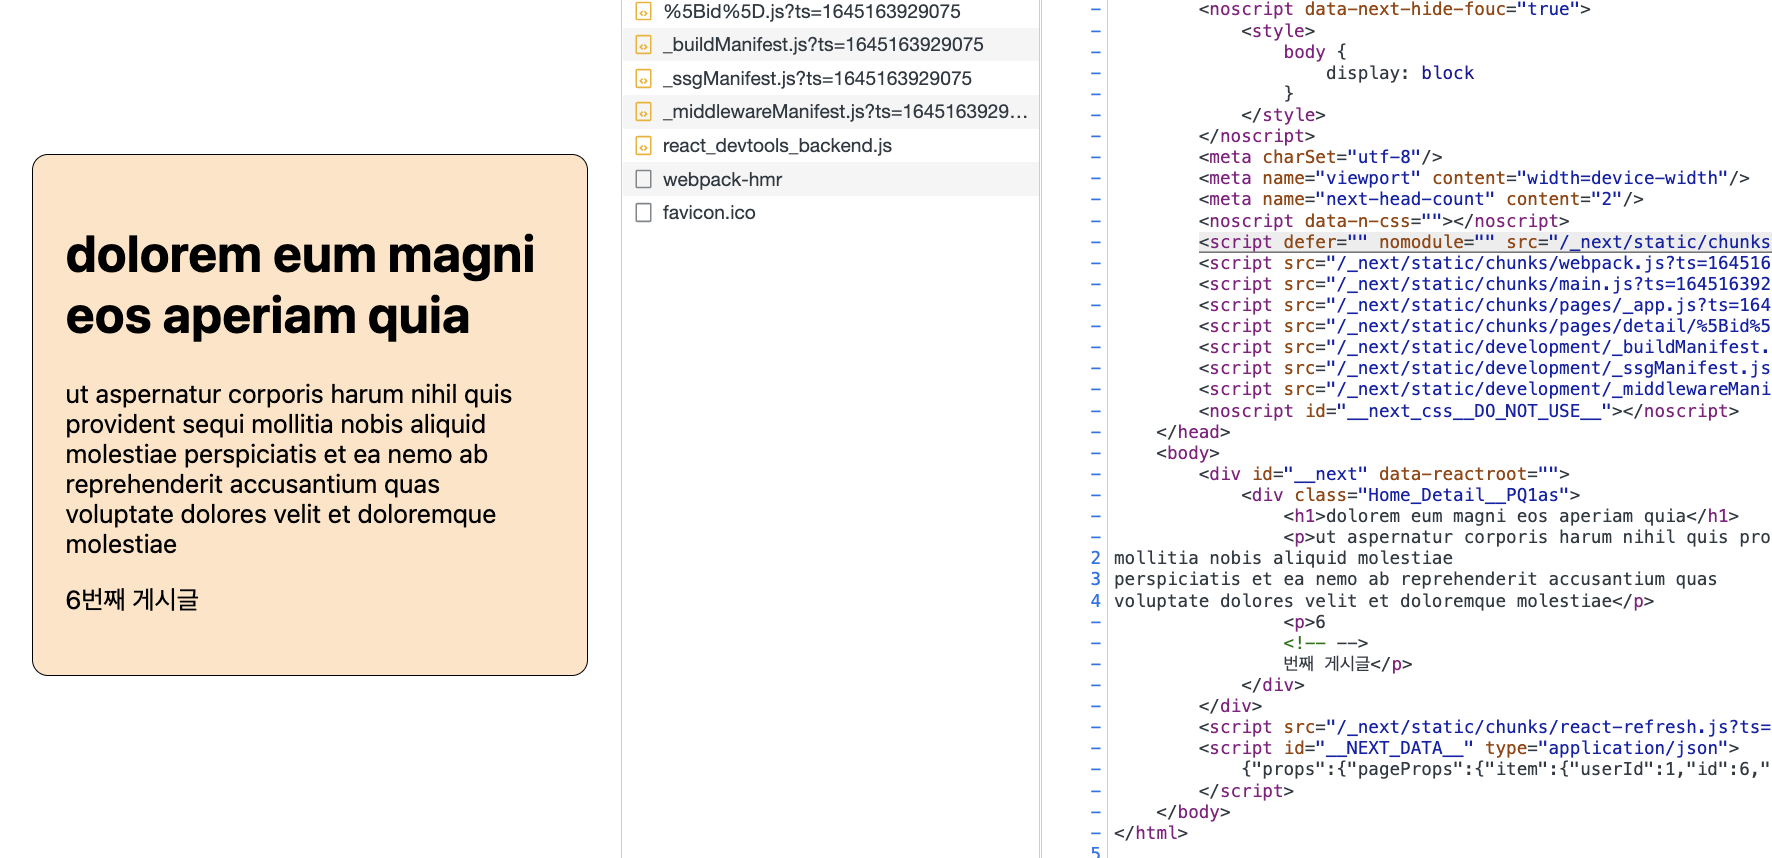 dolorem eum magni
eos aperiam quia
ut aspernatur corporis harum nihil quis
provident sequi mollitia nobis aliquid
molestiae perspiciatis et ea nemo ab
reprehenderit accusantium quas
voluptate dolores velit et doloremque
molestiae
6번째 게시글
%5Bid%5D.js?ts=1645163929075
_buildManifest.js?ts=1645163929075
_ssgManifest.js?ts=1645163929075
_middlewareManifest.js?ts=1645163929…
react_devtools_backend.js
webpack-hmr
favicon.ico
- <noscript data-next-hide-fouc="true">
- <style>
- body {
- display: block
- }
- </style>
- </noscript>
- <meta charSet="utf-8"/>
- <meta name="viewport" content="width=device-width"/>
- <meta name="next-head-count" content="2"/>
- <noscript data-n-css=""></noscript>
- <script defer="" nomodule="" src="/_next/static/chunks
- <script src="/_next/static/chunks/webpack.js?ts=164516
- <script src="/_next/static/chunks/main.js?ts=164516392
- <script src="/_next/static/chunks/pages/_app.js?ts=164
- <script src="/_next/static/chunks/pages/detail/%5Bid%5
- <script src="/_next/static/development/_buildManifest.
- <script src="/_next/static/development/_ssgManifest.js
- <script src="/_next/static/development/_middlewareMani
- <noscript id="__next_css__DO_NOT_USE__"></noscript>
- </head>
- <body>
- <div id="__next" data-reactroot="">
- <div class="Home_Detail__PQ1as">
- <h1>dolorem eum magni eos aperiam quia</h1>
- <p>ut aspernatur corporis harum nihil quis pro
2 mollitia nobis aliquid molestiae
3 perspiciatis et ea nemo ab reprehenderit accusantium quas
4 voluptate dolores velit et doloremque molestiae</p>
- <p>6
- <!-- -->
- 번째 게시글</p>
- </div>
- </div>
- <script src="/_next/static/chunks/react-refresh.js?ts=
- <script id="__NEXT_DATA__" type="application/json">
- {"props":{"pageProps":{"item":{"userId":1,"id":6,"
- </script>
- </body>
- </html>
5